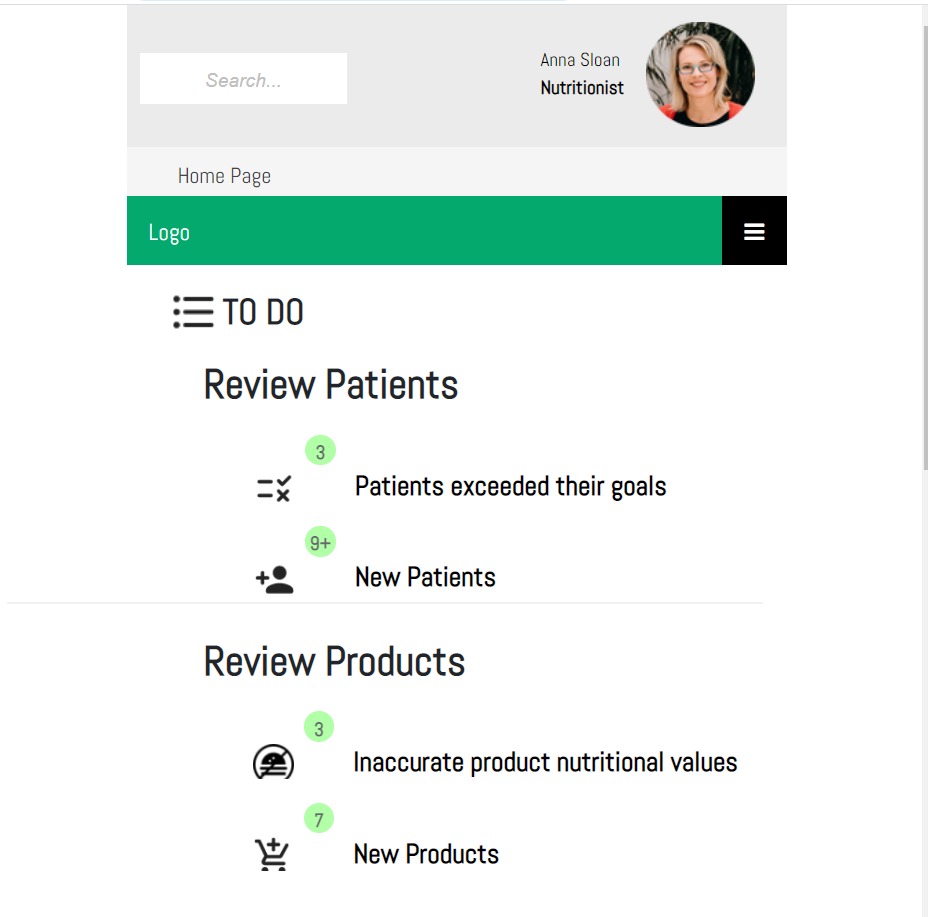 Search...
Anna Sloan
Nutritionist
Home Page
Logo
TO DO
Review Patients
3
Patients exceeded their goals
9+
New Patients
Review Products
3
Inaccurate product nutritional values
7
New Products